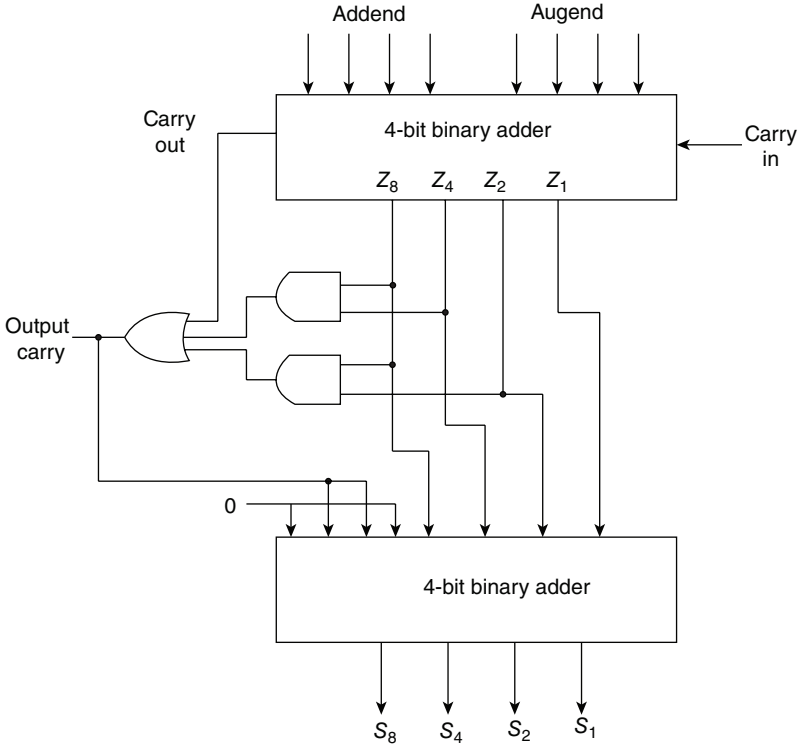 Addend
Augend
Carry
out
4-bit binary adder
Carry
in
Z8 Z4 Z2 Z1
Output
carry
0
4-bit binary adder
S8 S4 S2 S1